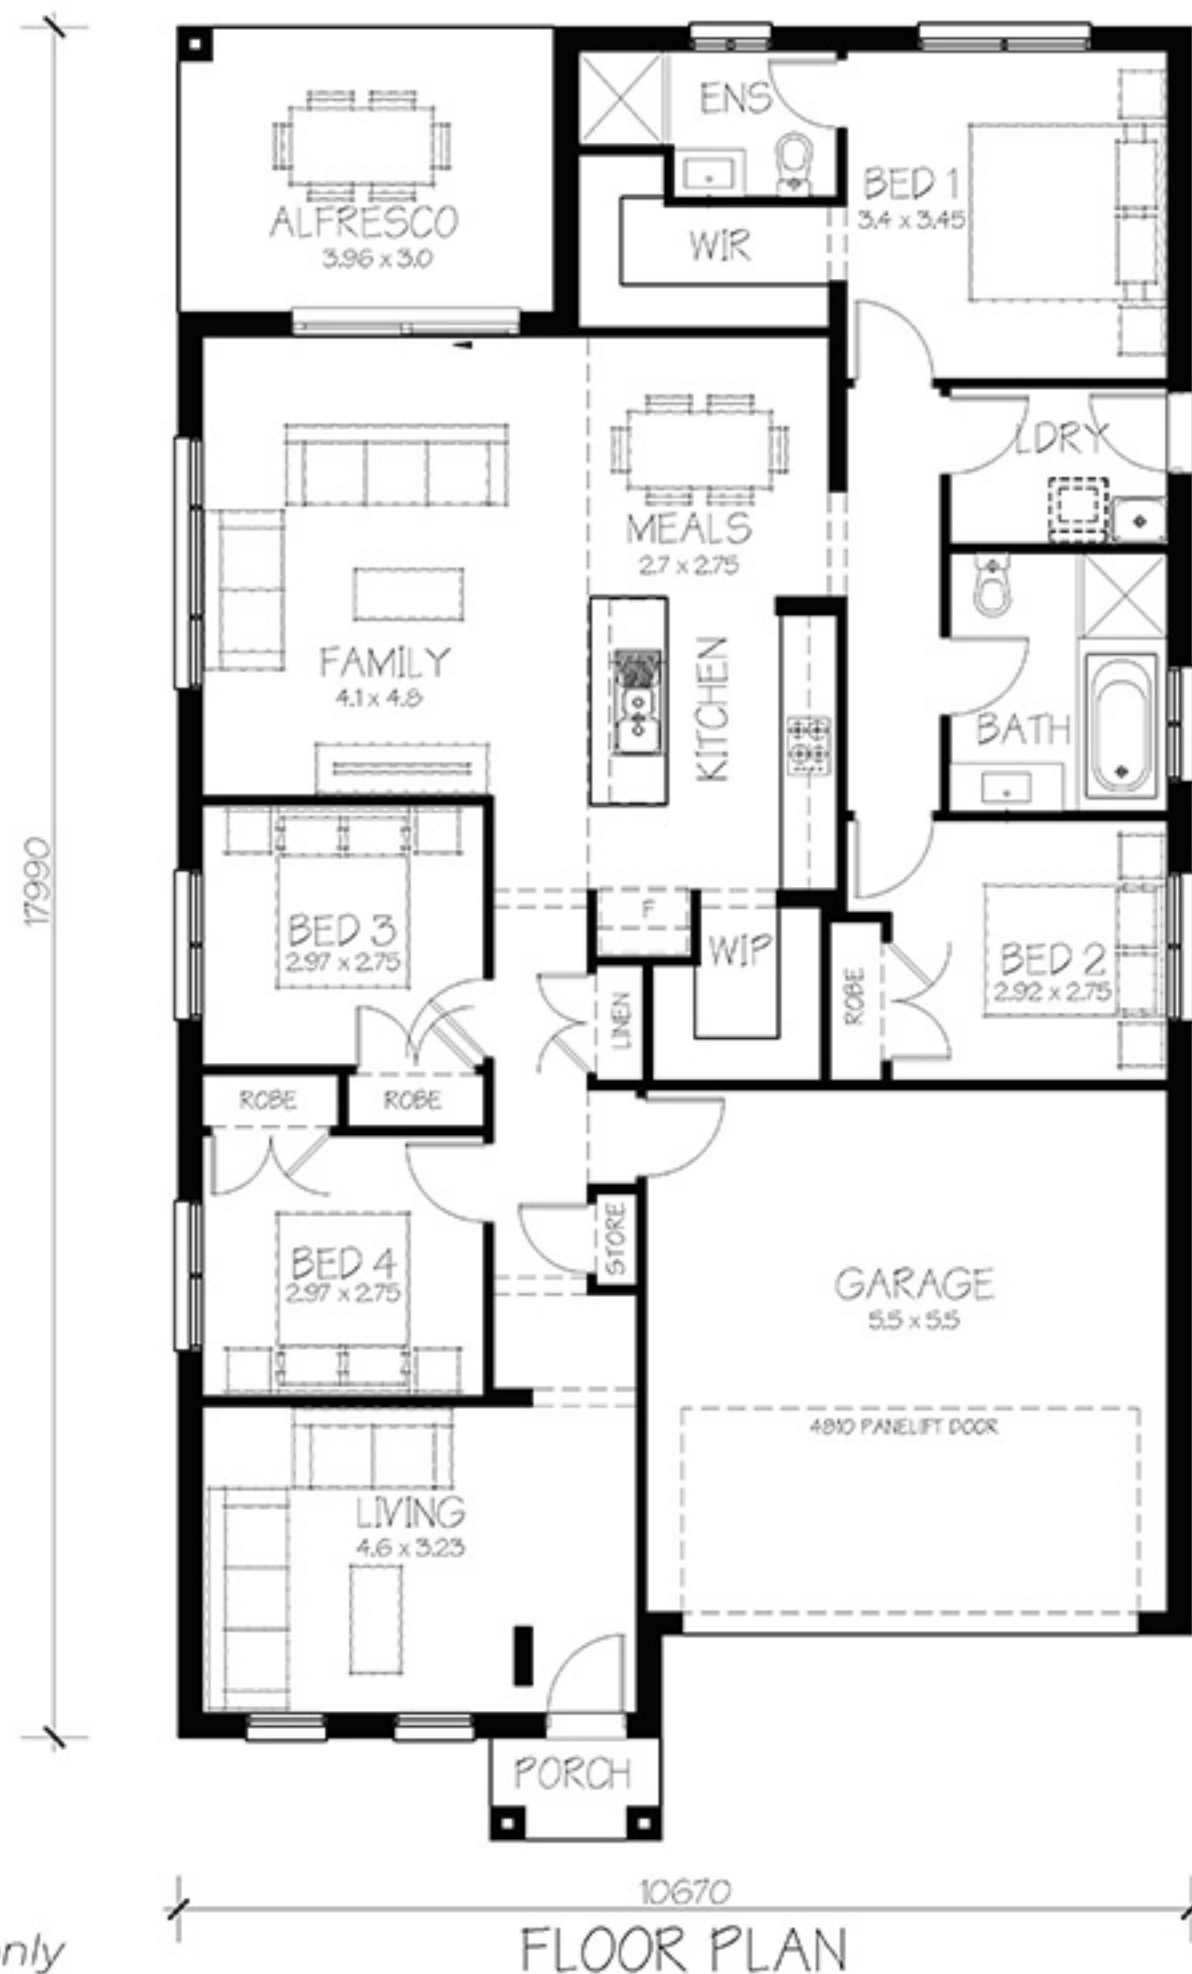 ENS
BED 1
3.4 x 3.45
ALFRESCO
3.96 x 3.0
WIR
LDRY
MEALS
2.7 x 2.75
FAMILY
4.1 x 4.8
KITCHEN
BATH
17990
BED 3
2.97 x 2.75
F
WIP
BED 2
2.92 x 2.75
ROBE
LINEN
ROBE
ROBE
STORE
BED 4
2.97 x 2.75
GARAGE
5.5 x 5.5
4810 PANELIFT DOOR
LIVING
4.6 x 3.23
PORCH
10670
FLOOR PLAN